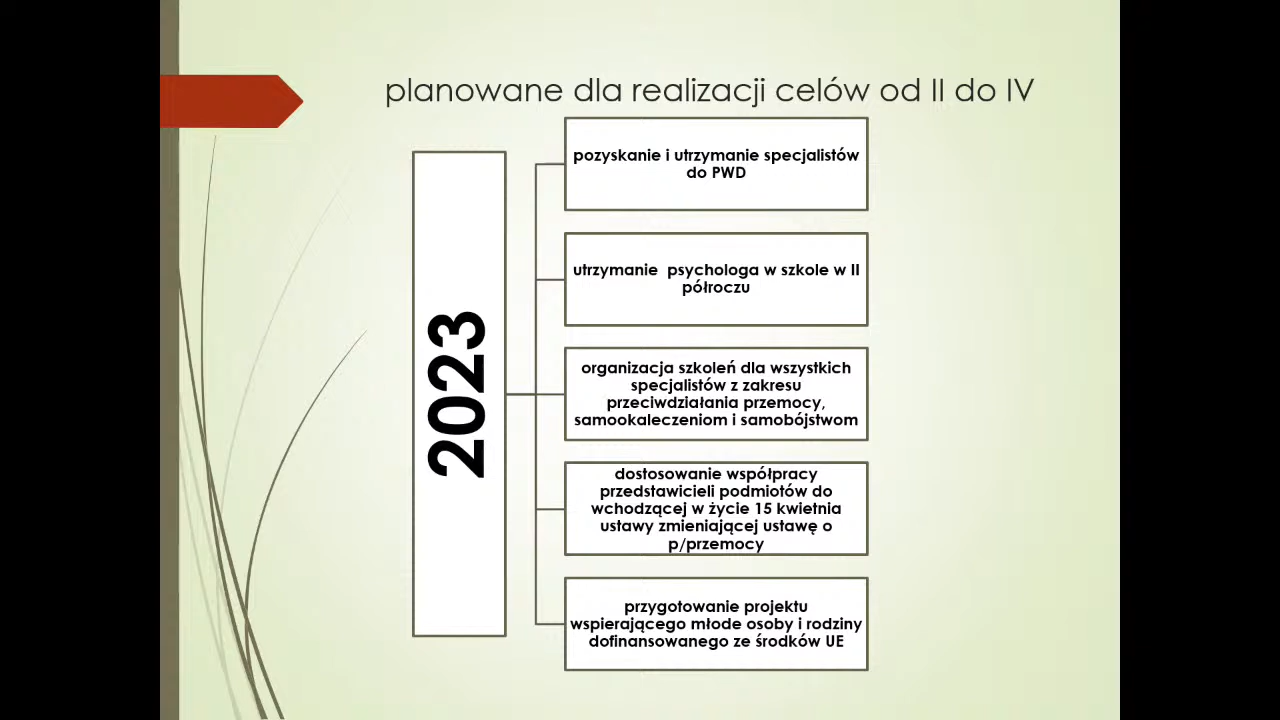 planowane dla realizacji celów od II do IV
2023
pozyskanie i utrzymanie specjalistów
do PWD
utrzymanie psychologa w szkole w II
półroczu
organizacja szkoleń dla wszystkich
specjalistów z zakresu
przeciwdziałania przemocy,
samookaleczeniom i samobójstwom
dostosowanie współpracy
przedstawicieli podmiotów do
wchodzącej w życie 15 kwietnia
ustawy zmieniającej ustawę o
p/przemocy
przygotowanie projektu
wspierającego młode osoby i rodziny
dofinansowanego ze środków UE